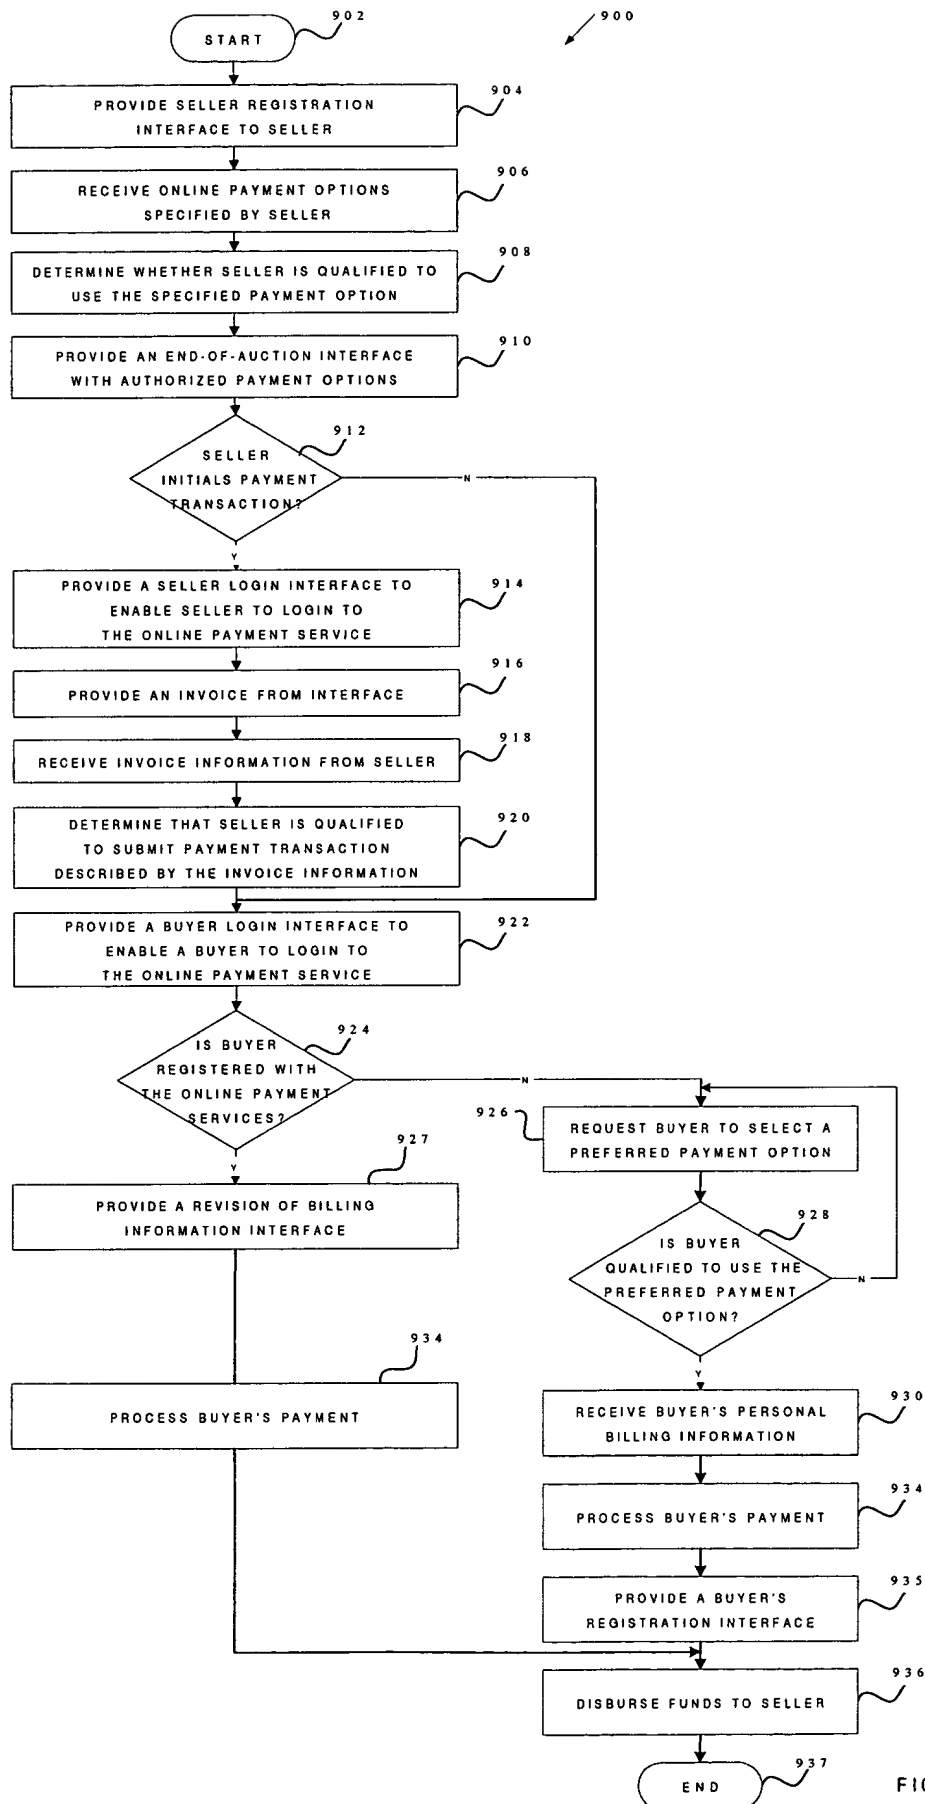 902
900
START
904
PROVIDE SELLER REGISTRATION
INTERFACE TO SELLER
906
RECEIVE ONLINE PAYMENT OPTIONS
SPECIFIED BY SELLER
908
DETERMINE WHETHER SELLER IS QUALIFIED TO
USE THE SPECIFIED PAYMENT OPTION
910
PROVIDE AN END-OF-AUCTION INTERFACE
WITH AUTHORIZED PAYMENT OPTIONS
912
SELLER
INITIALS PAYMENT
TRANSACTION?
N
Y
914
PROVIDE A SELLER LOGIN INTERFACE TO
ENABLE SELLER TO LOGIN TO
THE ONLINE PAYMENT SERVICE
916
PROVIDE AN INVOICE FROM INTERFACE
918
RECEIVE INVOICE INFORMATION FROM SELLER
920
DETERMINE THAT SELLER IS QUALIFIED
TO SUBMIT PAYMENT TRANSACTION
DESCRIBED BY THE INVOICE INFORMATION
922
PROVIDE A BUYER LOGIN INTERFACE TO
ENABLE A BUYER TO LOGIN TO
THE ONLINE PAYMENT SERVICE
924
IS BUYER
REGISTERED WITH
THE ONLINE PAYMENT
SERVICES?
N
Y
926
REQUEST BUYER TO SELECT A
PREFERRED PAYMENT OPTION
927
PROVIDE A REVISION OF BILLING
INFORMATION INTERFACE
928
IS BUYER
QUALIFIED TO USE THE
PREFERRED PAYMENT
OPTION?
N
Y
934
PROCESS BUYER'S PAYMENT
930
RECEIVE BUYER'S PERSONAL
BILLING INFORMATION
934
PROCESS BUYER'S PAYMENT
935
PROVIDE A BUYER'S
REGISTRATION INTERFACE
936
DISBURSE FUNDS TO SELLER
937
END